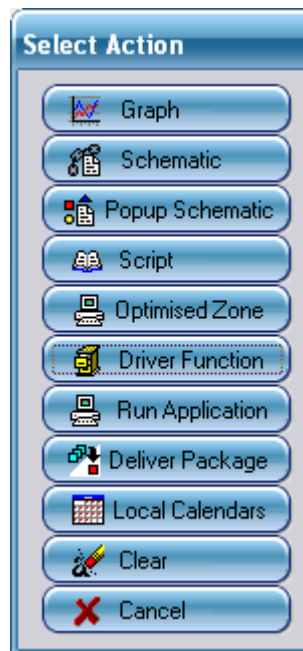 Select Action
Graph
Schematic
Popup Schematic
Script
Optimised Zone
Driver Function
Run Application
Deliver Package
Local Calendars
Clear
Cancel